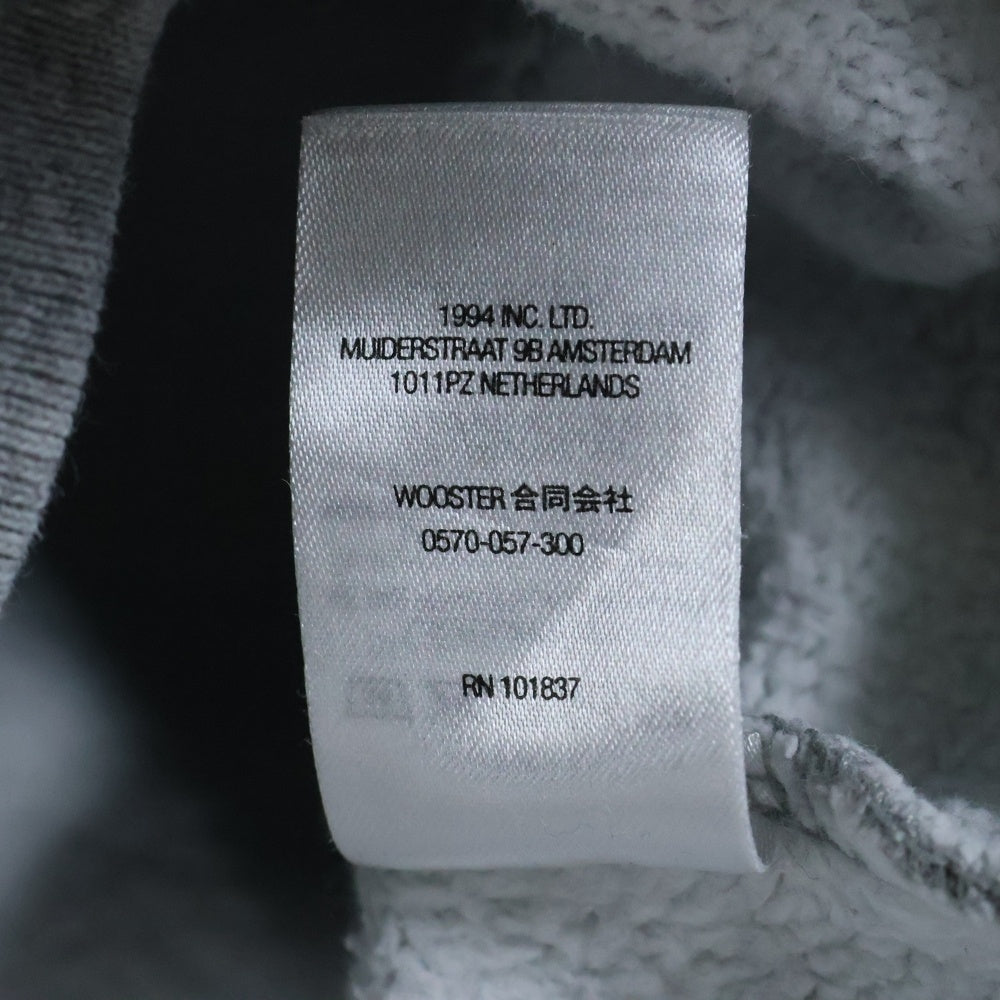 1994 INC. LTD.
MUIDERSTRAAT 9B AMSTERDAM
1011PZ NETHERLANDS
WOOSTER 合同会社
0570-057-300
RN 101837